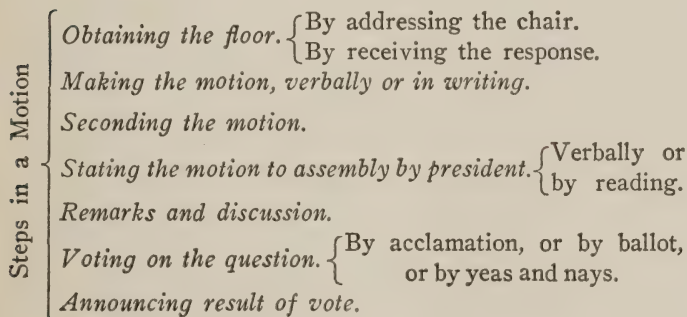 Steps in a Motion
Obtaining the floor. By addressing the chair.
By receiving the response.
Making the motion, verbally or in writing.
Seconding the motion.
Stating the motion to assembly by president. Verbally or
by reading.
Remarks and discussion.
Voting on the question. By acclamation, or by ballot,
or by yeas and nays.
Announcing result of vote.